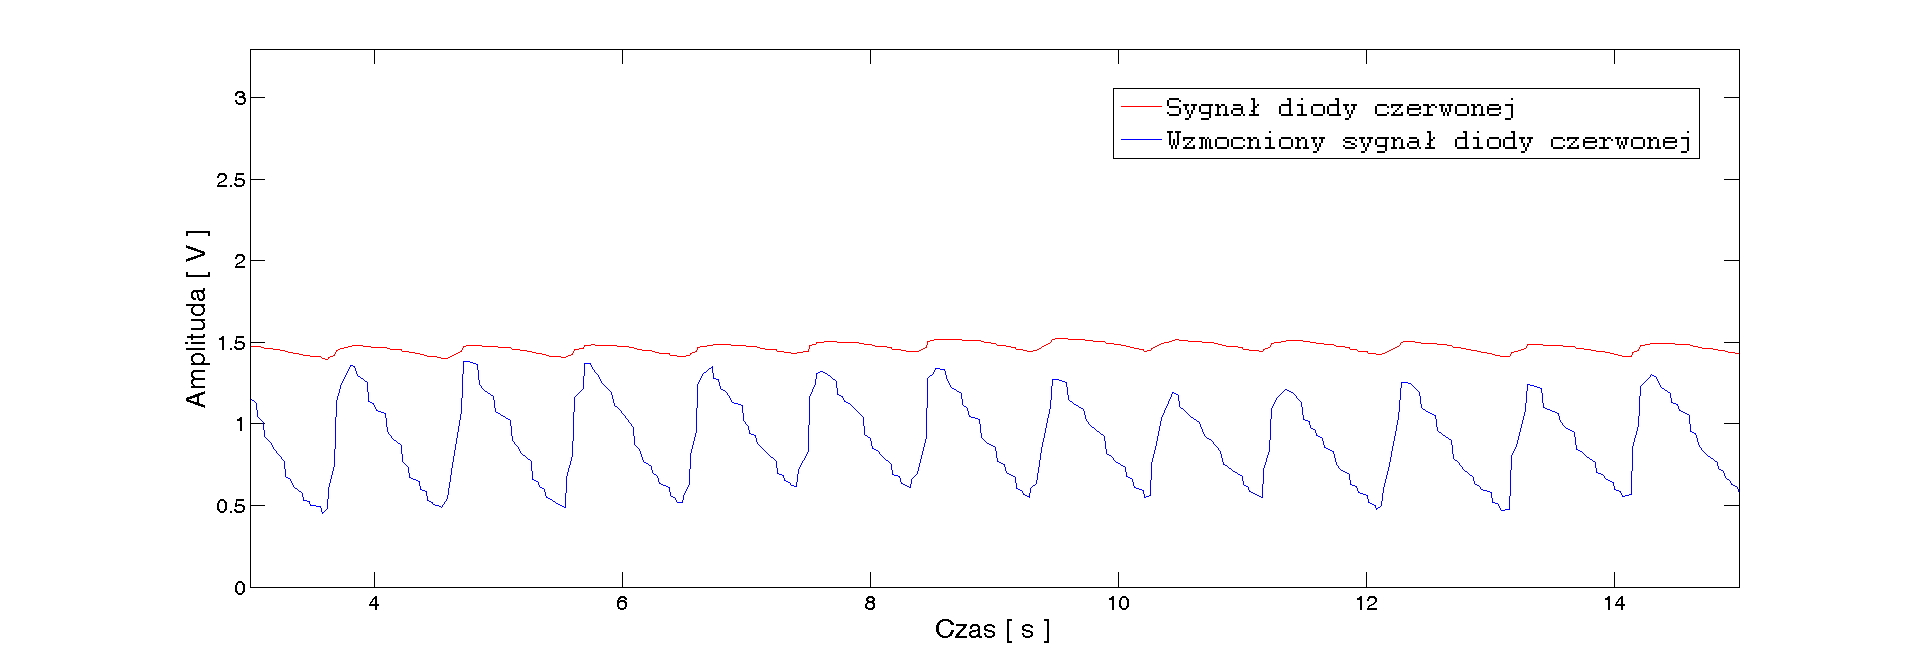 Sygnał diody czerwonej
Wzmocniony sygnał diody czerwonej
3
2.5
2
1.5
1
0.5
0
Amplituda [ V ]
4 6 8 10 12 14
Czas [ s ]